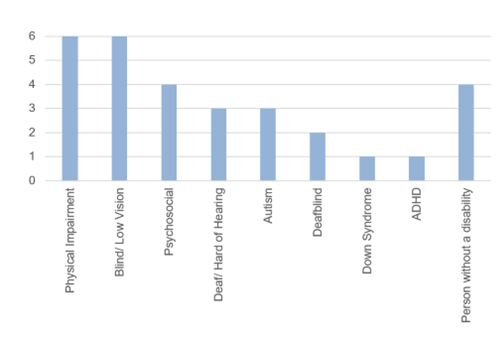 6
5
4
3
2
1
0
Physical Impairment
Blind/ Low Vision
Psychosocial
Deaf/ Hard of Hearing
Autism
Deafblind
Down Syndrome
ADHD
Person without a disability